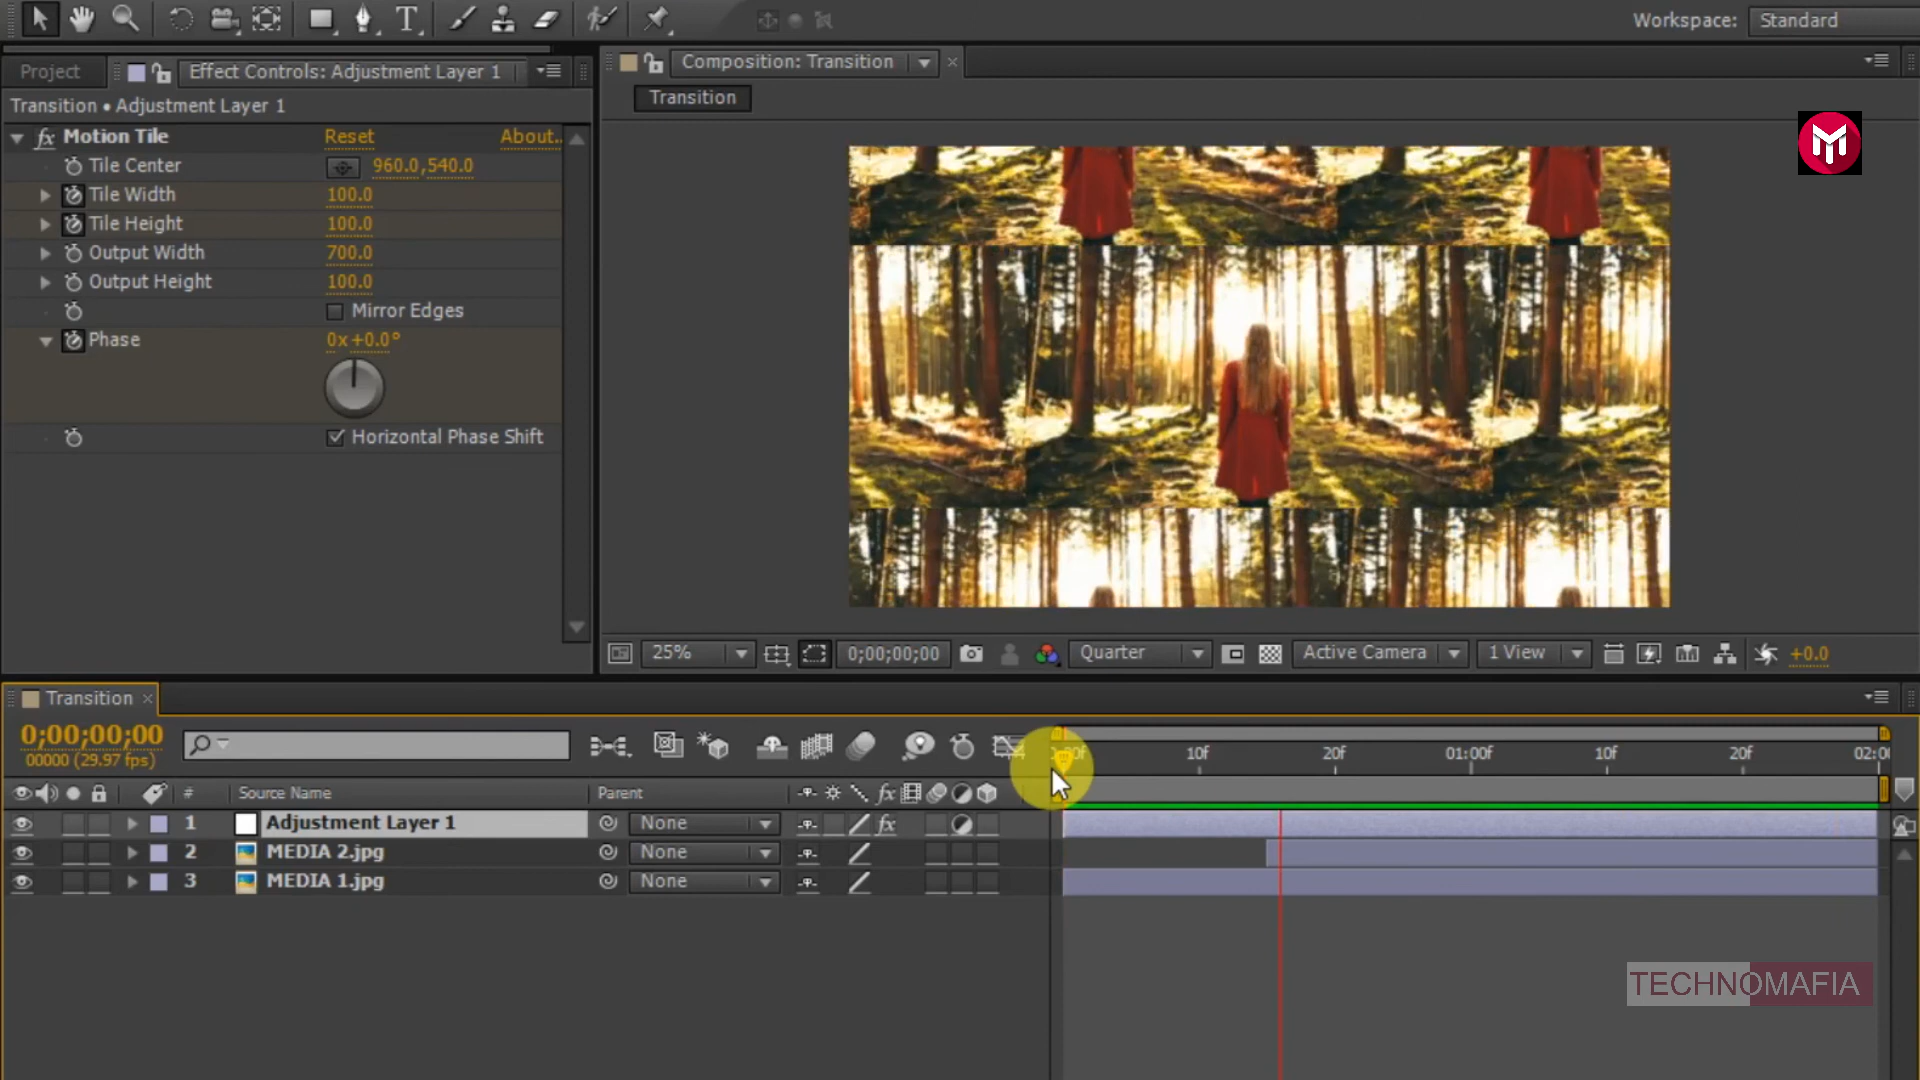 Workspace: Standard
Project Effect Controls: Adjustment Layer 1
Composition: Transition
Transition • Adjustment Layer 1
Transition
fx Motion Tile Reset About..
Tile Center 960.0,540.0
Tile Width 100.0
Tile Height 100.0
Output Width 700.0
Output Height 100.0
Mirror Edges
Phase 0x+0.0°
Horizontal Phase Shift
25% 0;00;00;00 Quarter Active Camera 1 View +0.0
Transition
0;00;00;00
00000 (29.97 fps)
10f 20f 01:00f 10f 20f
# Source Name Parent fx
1 Adjustment Layer 1 None fx
2 MEDIA 2.jpg None
3 MEDIA 1.jpg None
TECHNOMAFIA